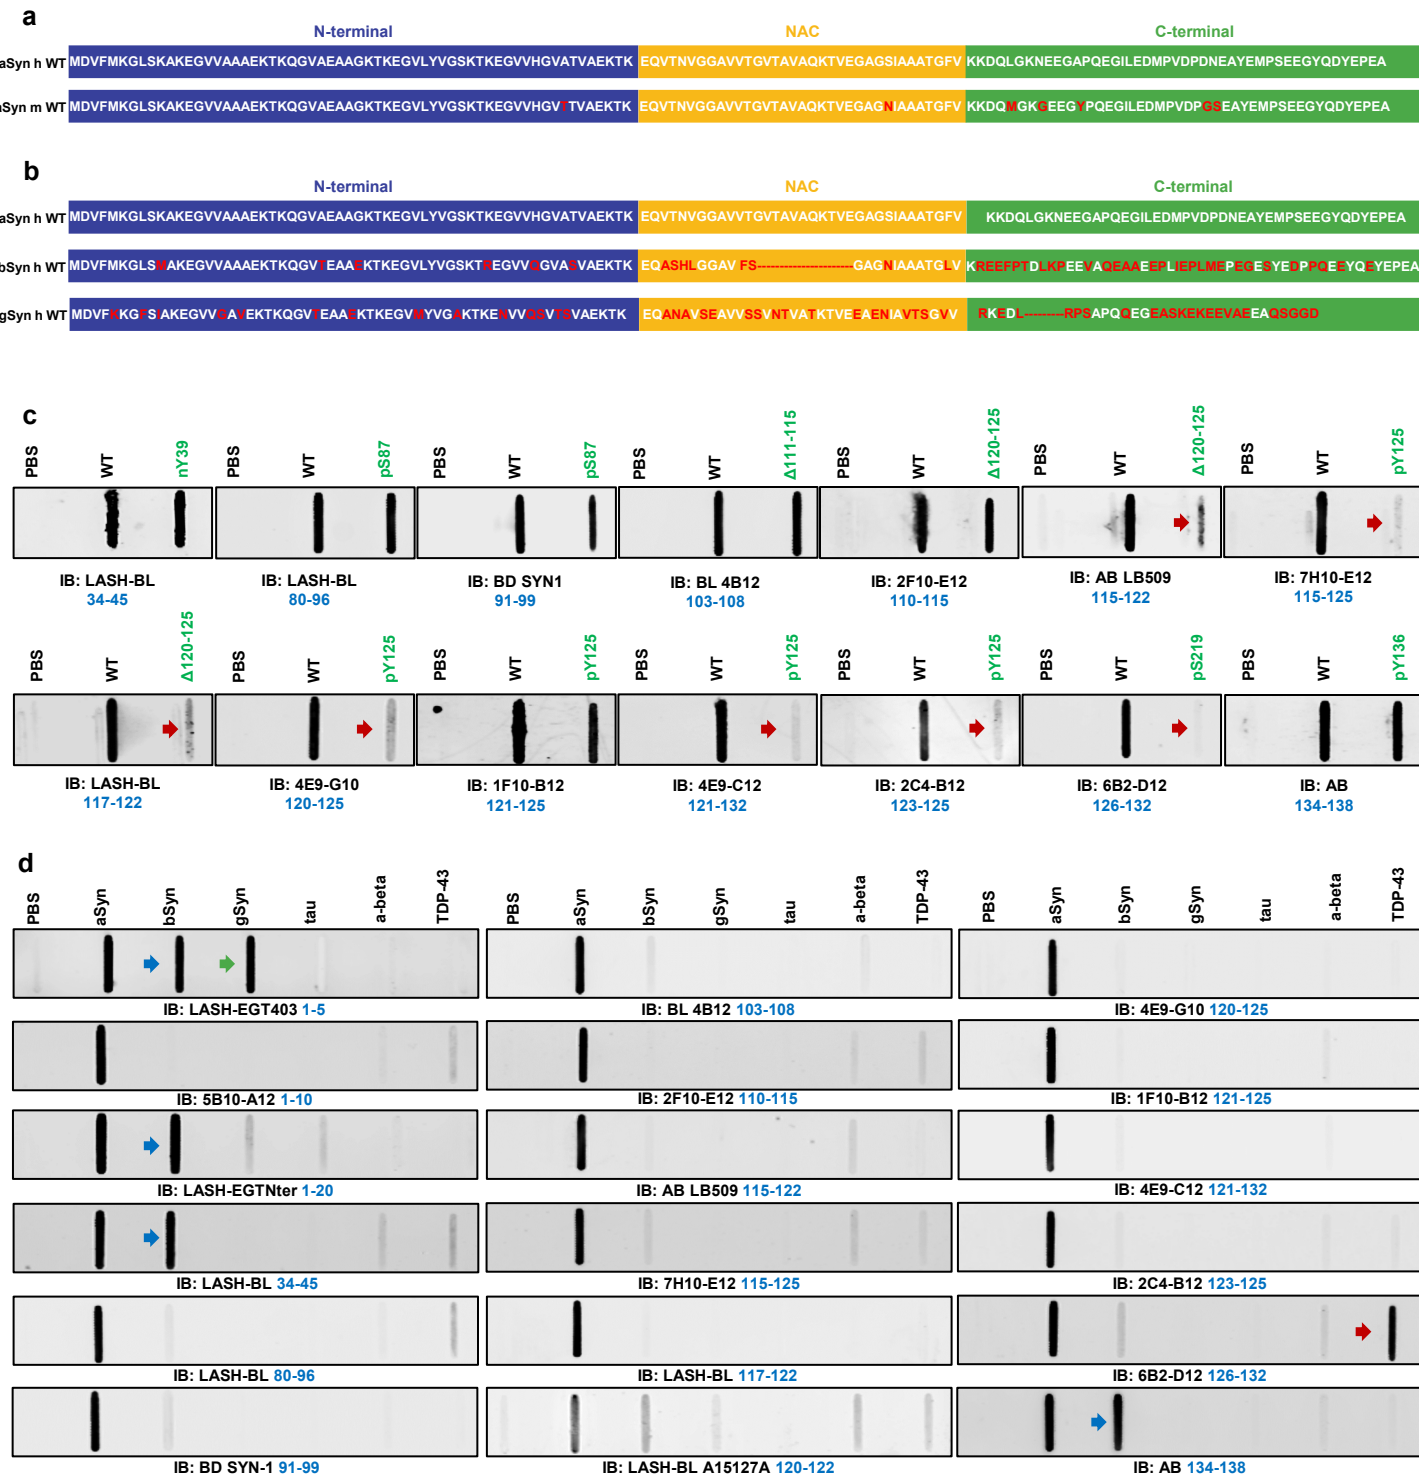 a
N-terminal NAC C-terminal
aSyn h WT MDVFMKGLSKAKEGVVAAAEKTKQGVAEAAGKTKEGVLYVGSKTKEGVVHGVATVAEKTK EQVTNVGGAVVTGVTAVAQKTVEGAGSIAAATGFV KKDQLGKNEEGAPQEGILEDMPVDPDNEAYEMPSEEGYQDYEPEA
aSyn m WT MDVFMKGLSKAKEGVVAAAEKTKQGVAEAAGKTKEGVLYVGSKTKEGVVHGVTTVAEKTK EQVTNVGGAVVTGVTAVAQKTVEGAGNIAAATGFV KKDQMGKGEEGYPQEGILEDMPVDPGSEAYEMPSEEGYQDYEPEA
b
N-terminal NAC C-terminal
aSyn h WT MDVFMKGLSKAKEGVVAAAEKTKQGVAEAAGKTKEGVLYVGSKTKEGVVHGVATVAEKTK EQVTNVGGAVVTGVTAVAQKTVEGAGSIAAATGFV KKDQLGKNEEGAPQEGILEDMPVDPDNEAYEMPSEEGYQDYEPEA
bSyn h WT MDVFMKGLSMAKEGVVAAAEKTKQGVTEAAEKTKEGVLYVGSKTREGVVQGVASVAEKTK EQASHLGGAV FS----------------------GAGNIAAATGLV KREEFPTDLKPEEVAQEAAEEPLIEPLMEPEGESYEDPPQEEYQEYEPEA
gSyn h WT MDVFKKGFSIAKEGVVGAVEKTKQGVTEAAEKTKEGVMYVGAKTKENVVQSVTSVAEKTK EQANAVSEAVVSSVNTVATKTVEEAENIAVTSGVV RKEDL---------RPSAPQQEGEASKEKEEVAEEAQSGGD
c
PBS WT nY39 PBS WT pS87 PBS WT pS87 PBS WT Δ111-115 PBS WT Δ120-125 PBS WT Δ120-125 PBS WT pY125
IB: LASH-BL IB: LASH-BL IB: BD SYN1 IB: BL 4B12 IB: 2F10-E12 IB: AB LB509 IB: 7H10-E12
34-45 80-96 91-99 103-108 110-115 115-122 115-125
PBS WT Δ120-125 PBS WT pY125 PBS WT pY125 PBS WT pY125 PBS WT pY125 PBS WT pS219 PBS WT pY136
IB: LASH-BL IB: 4E9-G10 IB: 1F10-B12 IB: 4E9-C12 IB: 2C4-B12 IB: 6B2-D12 IB: AB
117-122 120-125 121-125 121-132 123-125 126-132 134-138
d
PBS aSyn bSyn gSyn tau a-beta TDP-43 PBS aSyn bSyn gSyn tau a-beta TDP-43 PBS aSyn bSyn gSyn tau a-beta TDP-43
IB: LASH-EGT403 1-5 IB: BL 4B12 103-108 IB: 4E9-G10 120-125
IB: 5B10-A12 1-10 IB: 2F10-E12 110-115 IB: 1F10-B12 121-125
IB: LASH-EGTNter 1-20 IB: AB LB509 115-122 IB: 4E9-C12 121-132
IB: LASH-BL 34-45 IB: 7H10-E12 115-125 IB: 2C4-B12 123-125
IB: LASH-BL 80-96 IB: LASH-BL 117-122 IB: 6B2-D12 126-132
IB: BD SYN-1 91-99 IB: LASH-BL A15127A 120-122 IB: AB 134-138